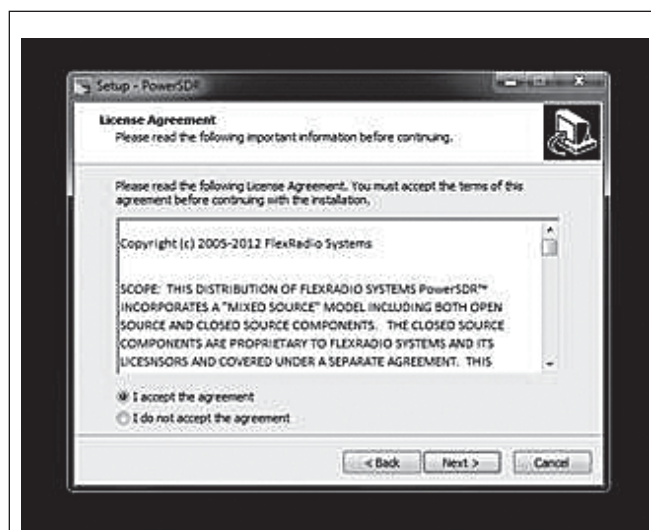 Setup - PowerSDR
License Agreement
Please read the following important information before continuing.
Please read the following License Agreement. You must accept the terms of this
agreement before continuing with the installation.
Copyright (c) 2005-2012 FlexRadio Systems
SCOPE: THIS DISTRIBUTION OF FLEXRADIO SYSTEMS PowerSDR™
INCORPORATES A "MIXED SOURCE" MODEL INCLUDING BOTH OPEN
SOURCE AND CLOSED SOURCE COMPONENTS. THE CLOSED SOURCE
COMPONENTS ARE PROPRIETARY TO FLEXRADIO SYSTEMS AND ITS
LICESNSORS AND COVERED UNDER A SEPARATE AGREEMENT. THIS
I accept the agreement
I do not accept the agreement
< Back Next > Cancel